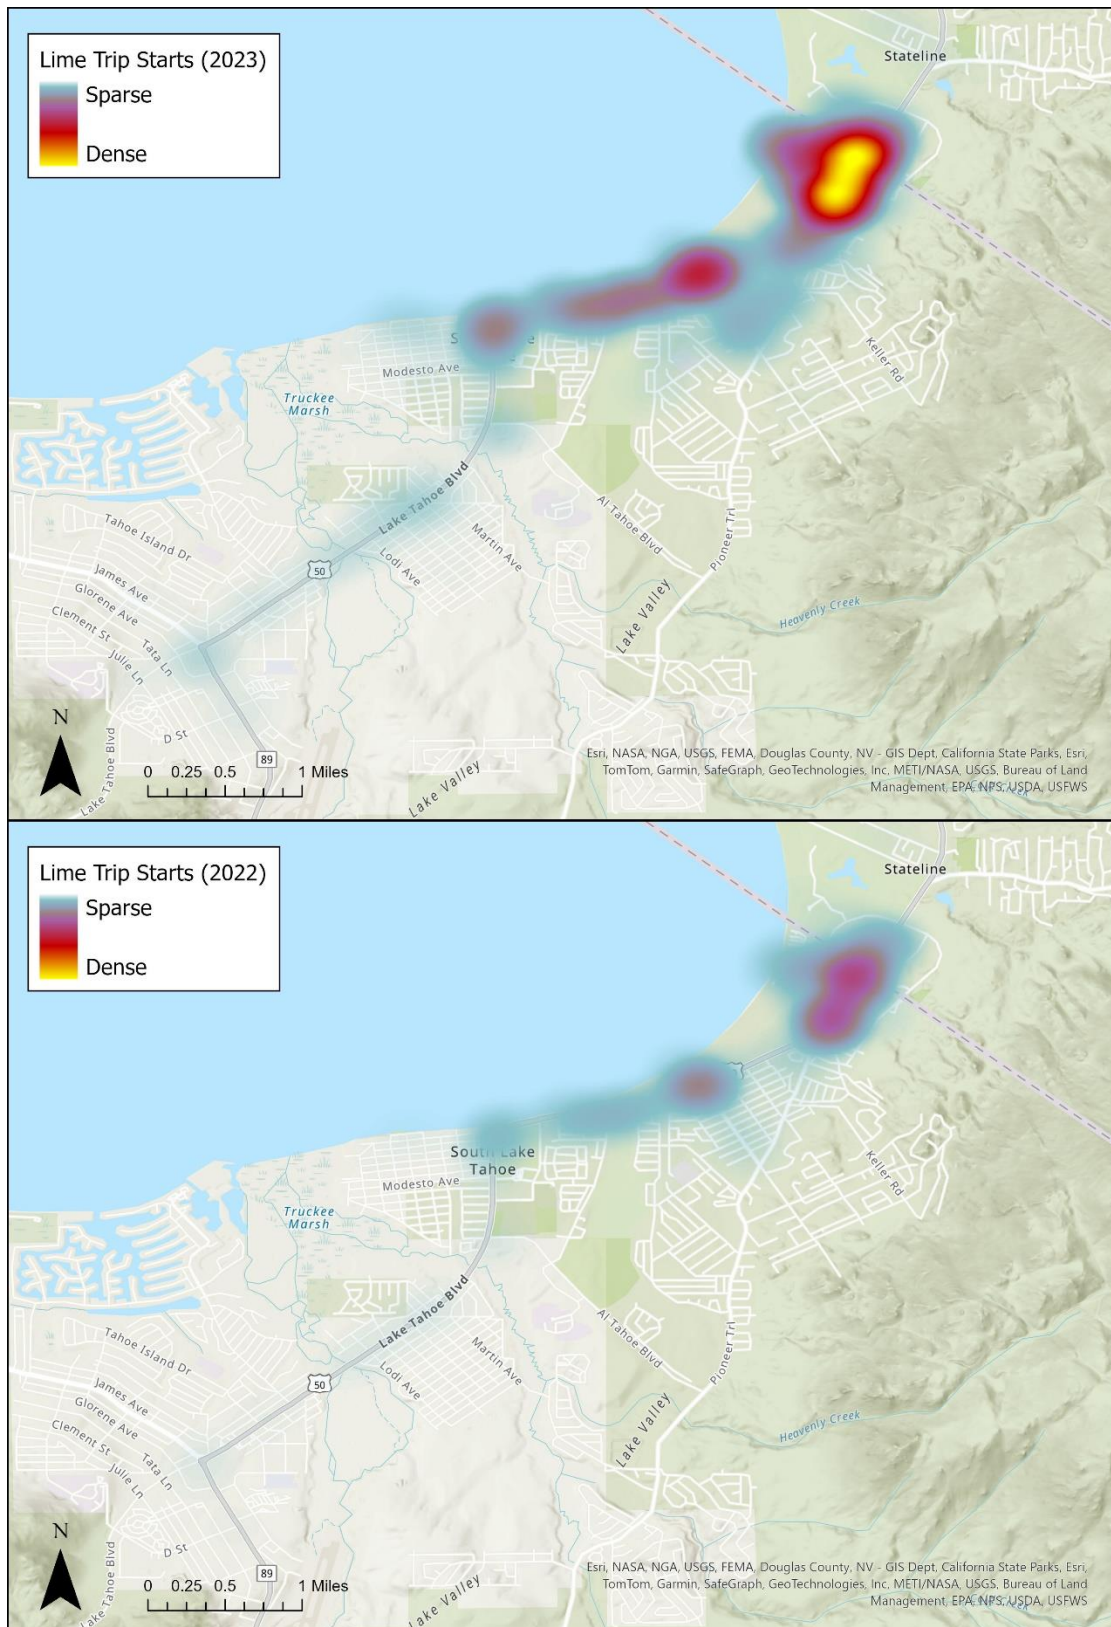 Lime Trip Starts (2023)
Sparse
Dense
Stateline
Modesto Ave
Truckee
Marsh
Keller Rd
Lake Tahoe Blvd
Al Tahoe Blvd
Pioneer Trl
Martin Ave
Lodi Ave
Tahoe Island Dr
50
James Ave
Glorene Ave
Clement St
Julie Ln
Tata Ln
Lake Valley
Heavenly Creek
D St
89
Lake Tahoe Blvd
Lake Valley
N
0 0.25 0.5 1 Miles
Esri, NASA, NGA, USGS, FEMA, Douglas County, NV - GIS Dept, California State Parks, Esri,
TomTom, Garmin, SafeGraph, GeoTechnologies, Inc, METI/NASA, USGS, Bureau of Land
Management, EPA, NPS, USDA, USFWS
Lime Trip Starts (2022)
Sparse
Dense
Stateline
South Lake
Tahoe
Modesto Ave
Truckee
Marsh
Keller Rd
Lake Tahoe Blvd
Al Tahoe Blvd
Pioneer Trl
Martin Ave
Lodi Ave
Tahoe Island Dr
50
James Ave
Glorene Ave
Clement St
Julie Ln
Tata Ln
Lake Valley
Heavenly Creek
D St
89
Lake Tahoe Blvd
Lake Valley
N
0 0.25 0.5 1 Miles
Esri, NASA, NGA, USGS, FEMA, Douglas County, NV - GIS Dept, California State Parks, Esri,
TomTom, Garmin, SafeGraph, GeoTechnologies, Inc, METI/NASA, USGS, Bureau of Land
Management, EPA, NPS, USDA, USFWS